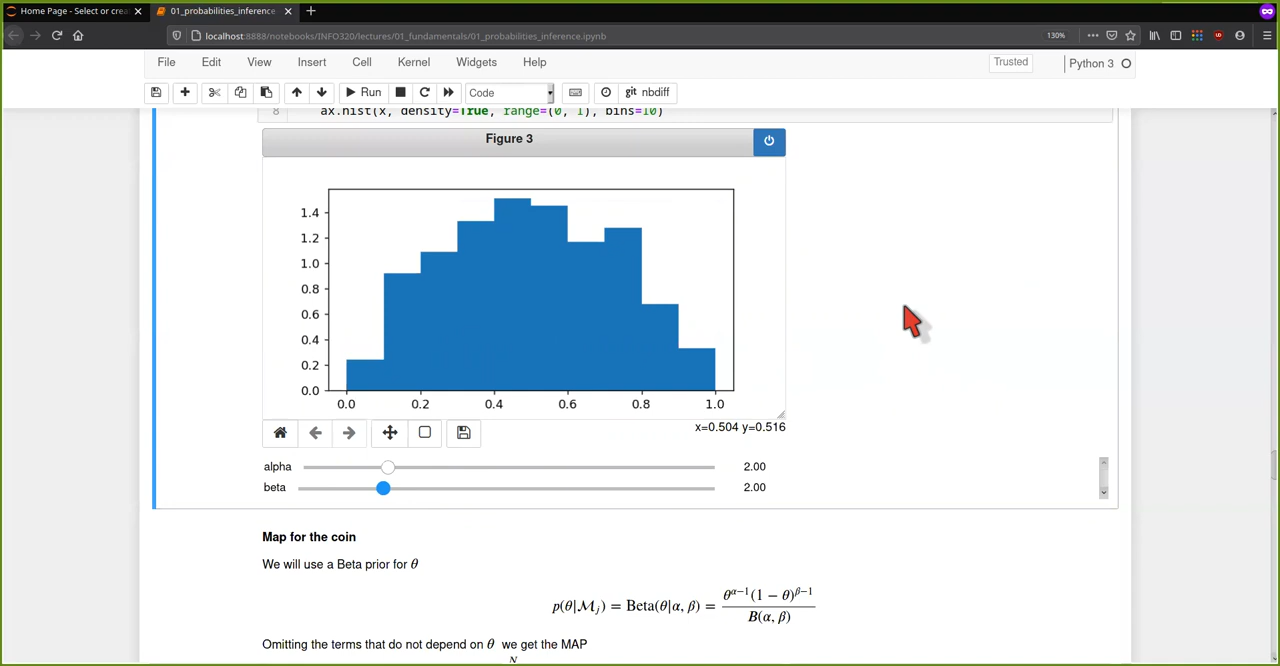 Home Page - Select or crea
01_probabilities_inference
localhost:8888/notebooks/INFO320/lectures/01_fundamentals/01_probabilities_inference.ipynb
130%
File Edit View Insert Cell Kernel Widgets Help
Trusted
Python 3
Run
Code
nbdiff
8 ax.hist(x, density=True, range=(0, 1), bins=10)
Figure 3
1.4
1.2
1.0
0.8
0.6
0.4
0.2
0.0
0.0 0.2 0.4 0.6 0.8 1.0
x=0.504 y=0.516
alpha 2.00
beta 2.00
Map for the coin
We will use a Beta prior for θ
p(θ|ℳj) = Beta(θ|α, β) = θ^{α−1}(1 − θ)^{β−1} / B(α, β)
Omitting the terms that do not depend on θ we get the MAP
N